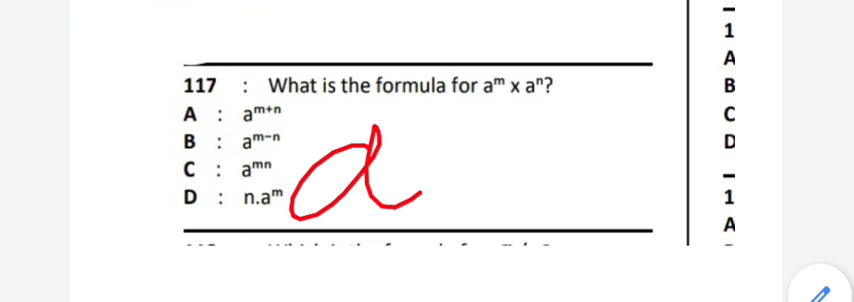 117 : What is the formula for aᵐ x aⁿ?
A : aᵐ⁺ⁿ
B : aᵐ⁻ⁿ
C : aᵐⁿ
D : n.aᵐ
a
1
A
B
C
D
1
A